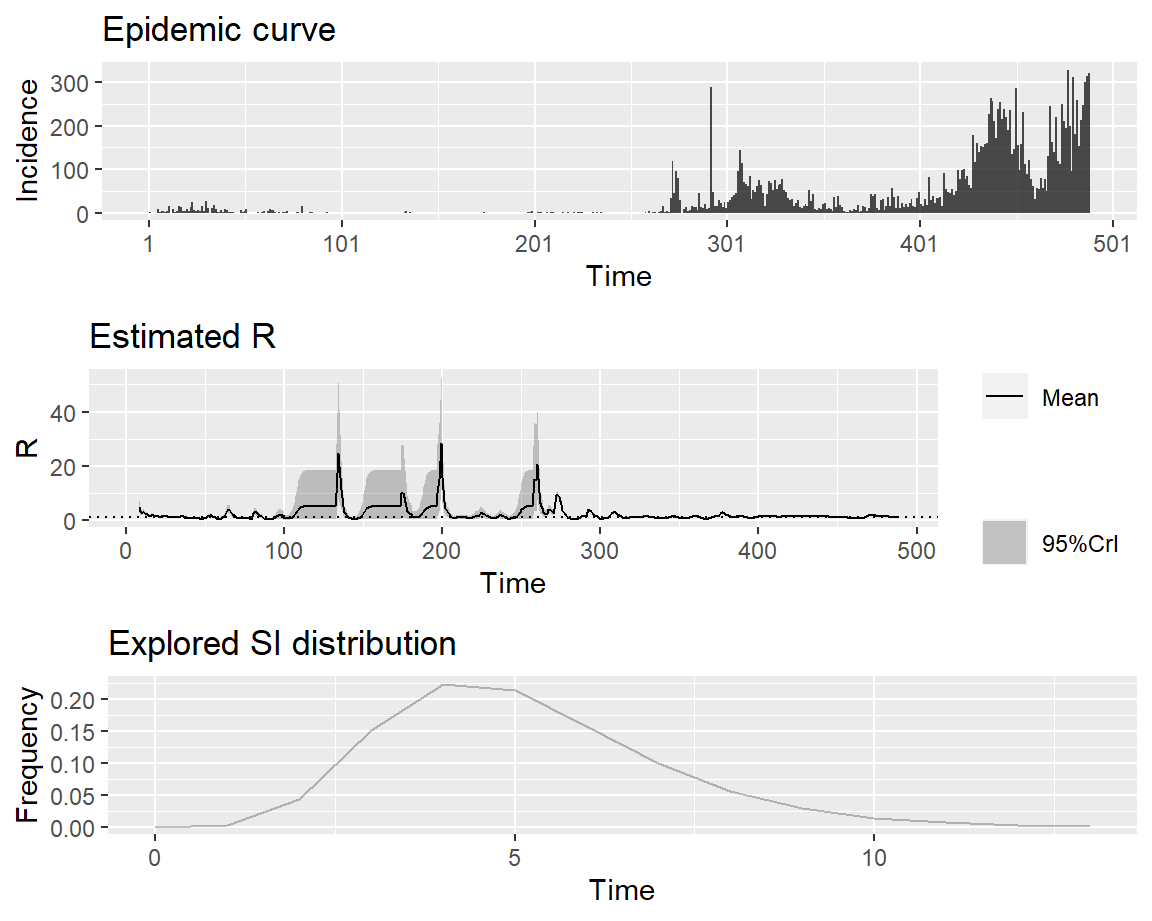 Epidemic curve
Incidence
300
200
100
0
1 101 201 301 401 501
Time
Estimated R
R
40
20
0
0 100 200 300 400 500
Time
Mean
95%CrI
Explored SI distribution
Frequency
0.20
0.15
0.10
0.05
0.00
0 5 10
Time